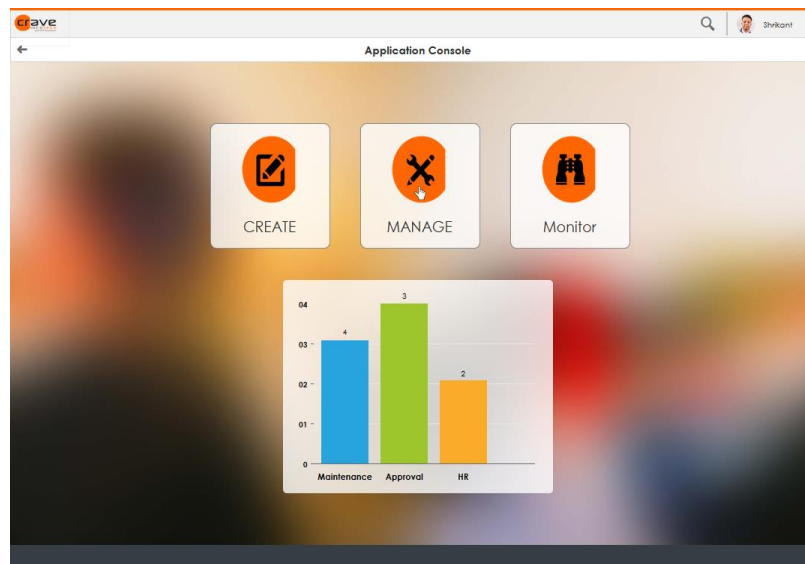 crave
Shrikant
Application Console
CREATE
MANAGE
Monitor
04
03
02
01
0
4
3
2
Maintenance
Approval
HR